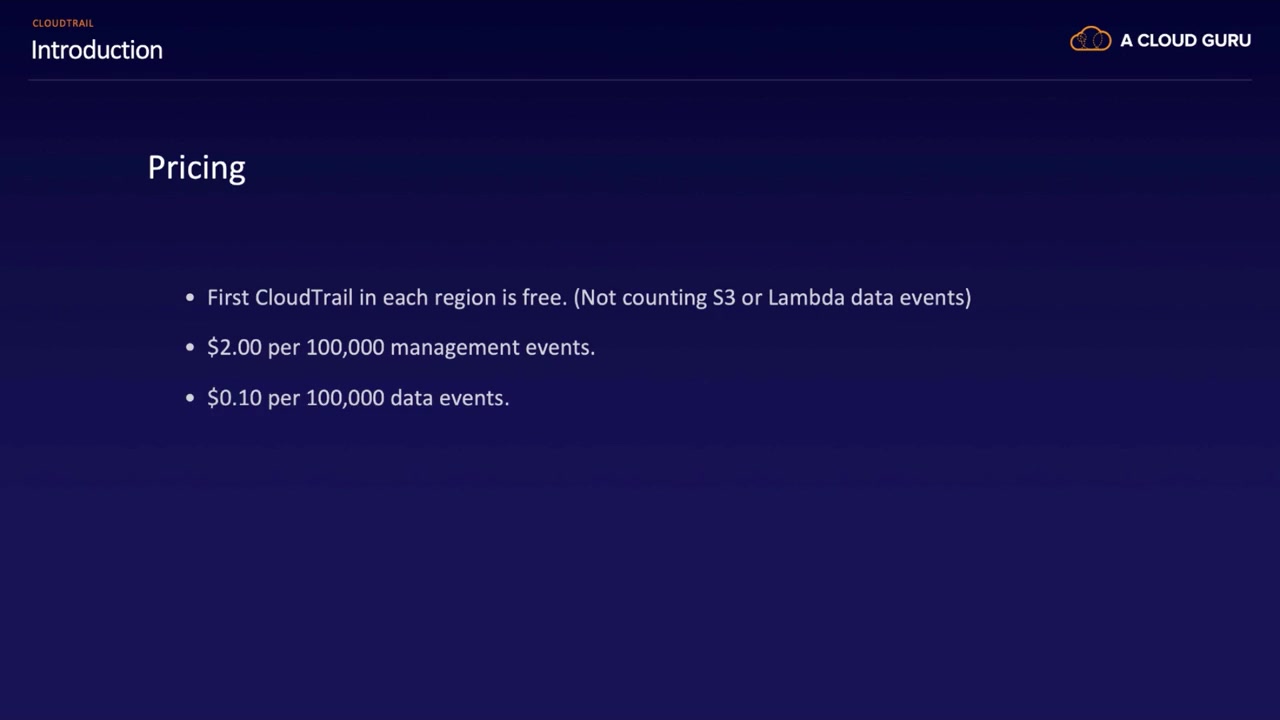 CLOUDTRAIL
Introduction
A CLOUD GURU
Pricing
• First CloudTrail in each region is free. (Not counting S3 or Lambda data events)
• $2.00 per 100,000 management events.
• $0.10 per 100,000 data events.